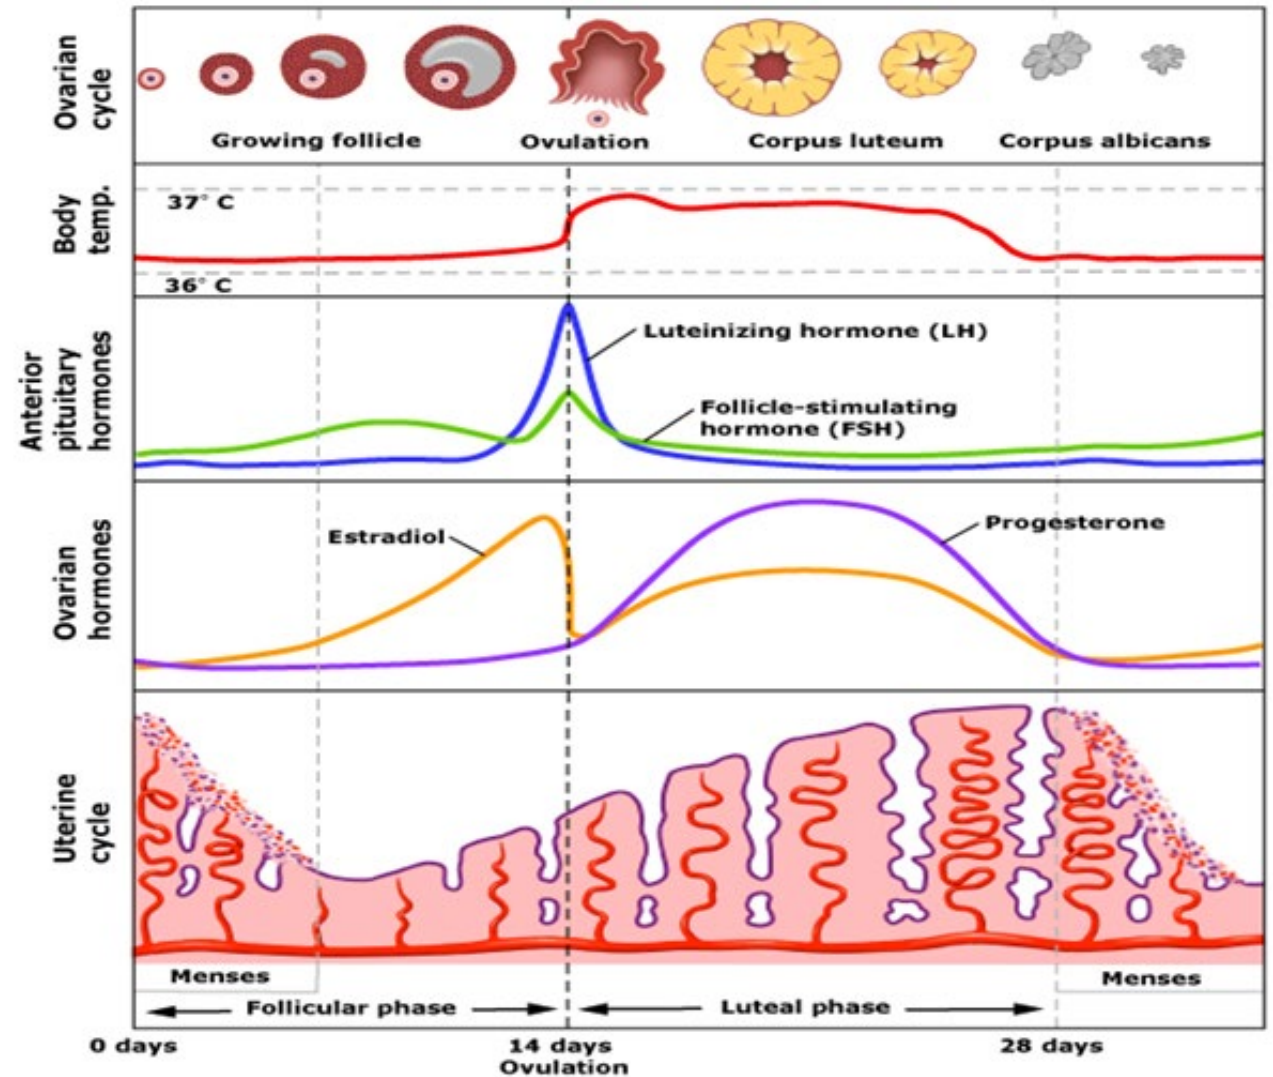 Ovarian
cycle
Growing follicle
Ovulation
Corpus luteum
Corpus albicans
Body
temp.
37° C
36° C
Anterior
pituitary
hormones
Luteinizing hormone (LH)
Follicle-stimulating
hormone (FSH)
Ovarian
hormones
Estradiol
Progesterone
Uterine
cycle
Menses
Menses
Follicular phase
Luteal phase
0 days
14 days
Ovulation
28 days